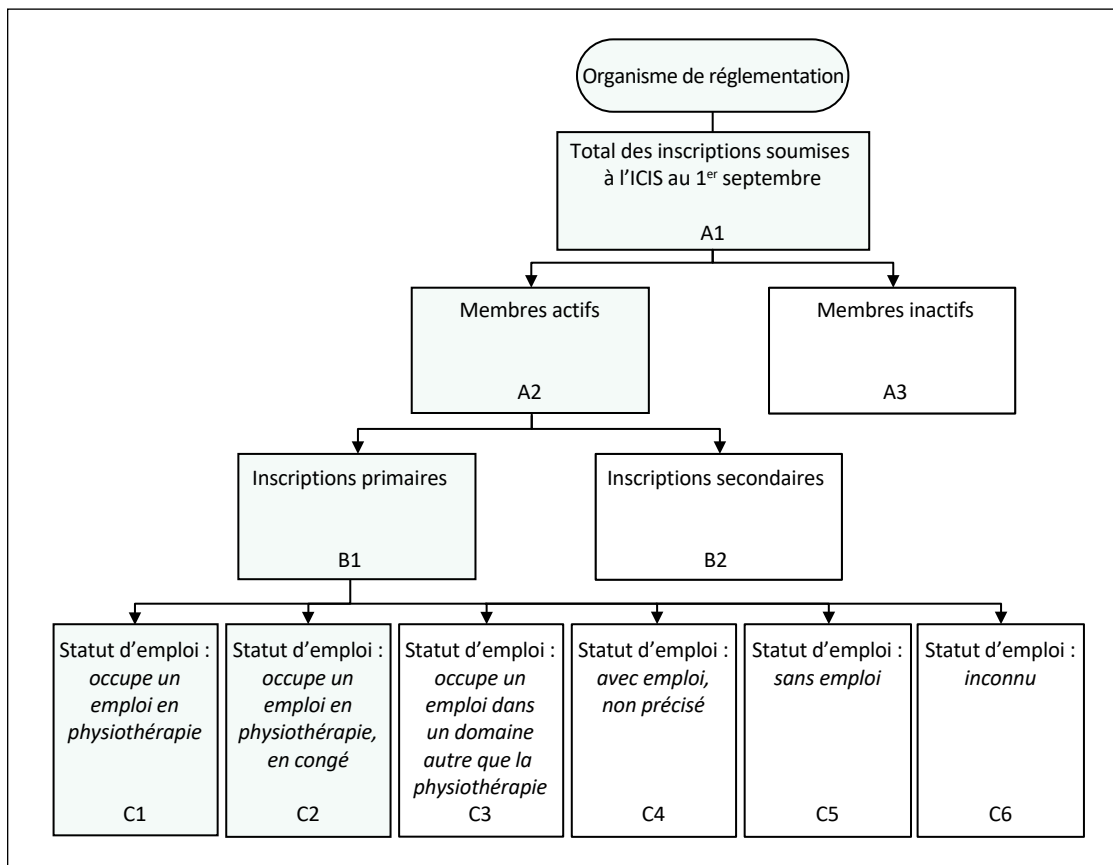 Organisme de réglementation
Total des inscriptions soumises
à l’ICIS au 1er septembre
A1
Membres actifs
A2
Membres inactifs
A3
Inscriptions primaires
B1
Inscriptions secondaires
B2
Statut d’emploi :
occupe un
emploi en
physiothérapie
C1
Statut d’emploi :
occupe un
emploi en
physiothérapie,
en congé
C2
Statut d’emploi :
occupe un
emploi dans
un domaine
autre que la
physiothérapie
C3
Statut d’emploi :
avec emploi,
non précisé
C4
Statut d’emploi :
sans emploi
C5
Statut d’emploi :
inconnu
C6